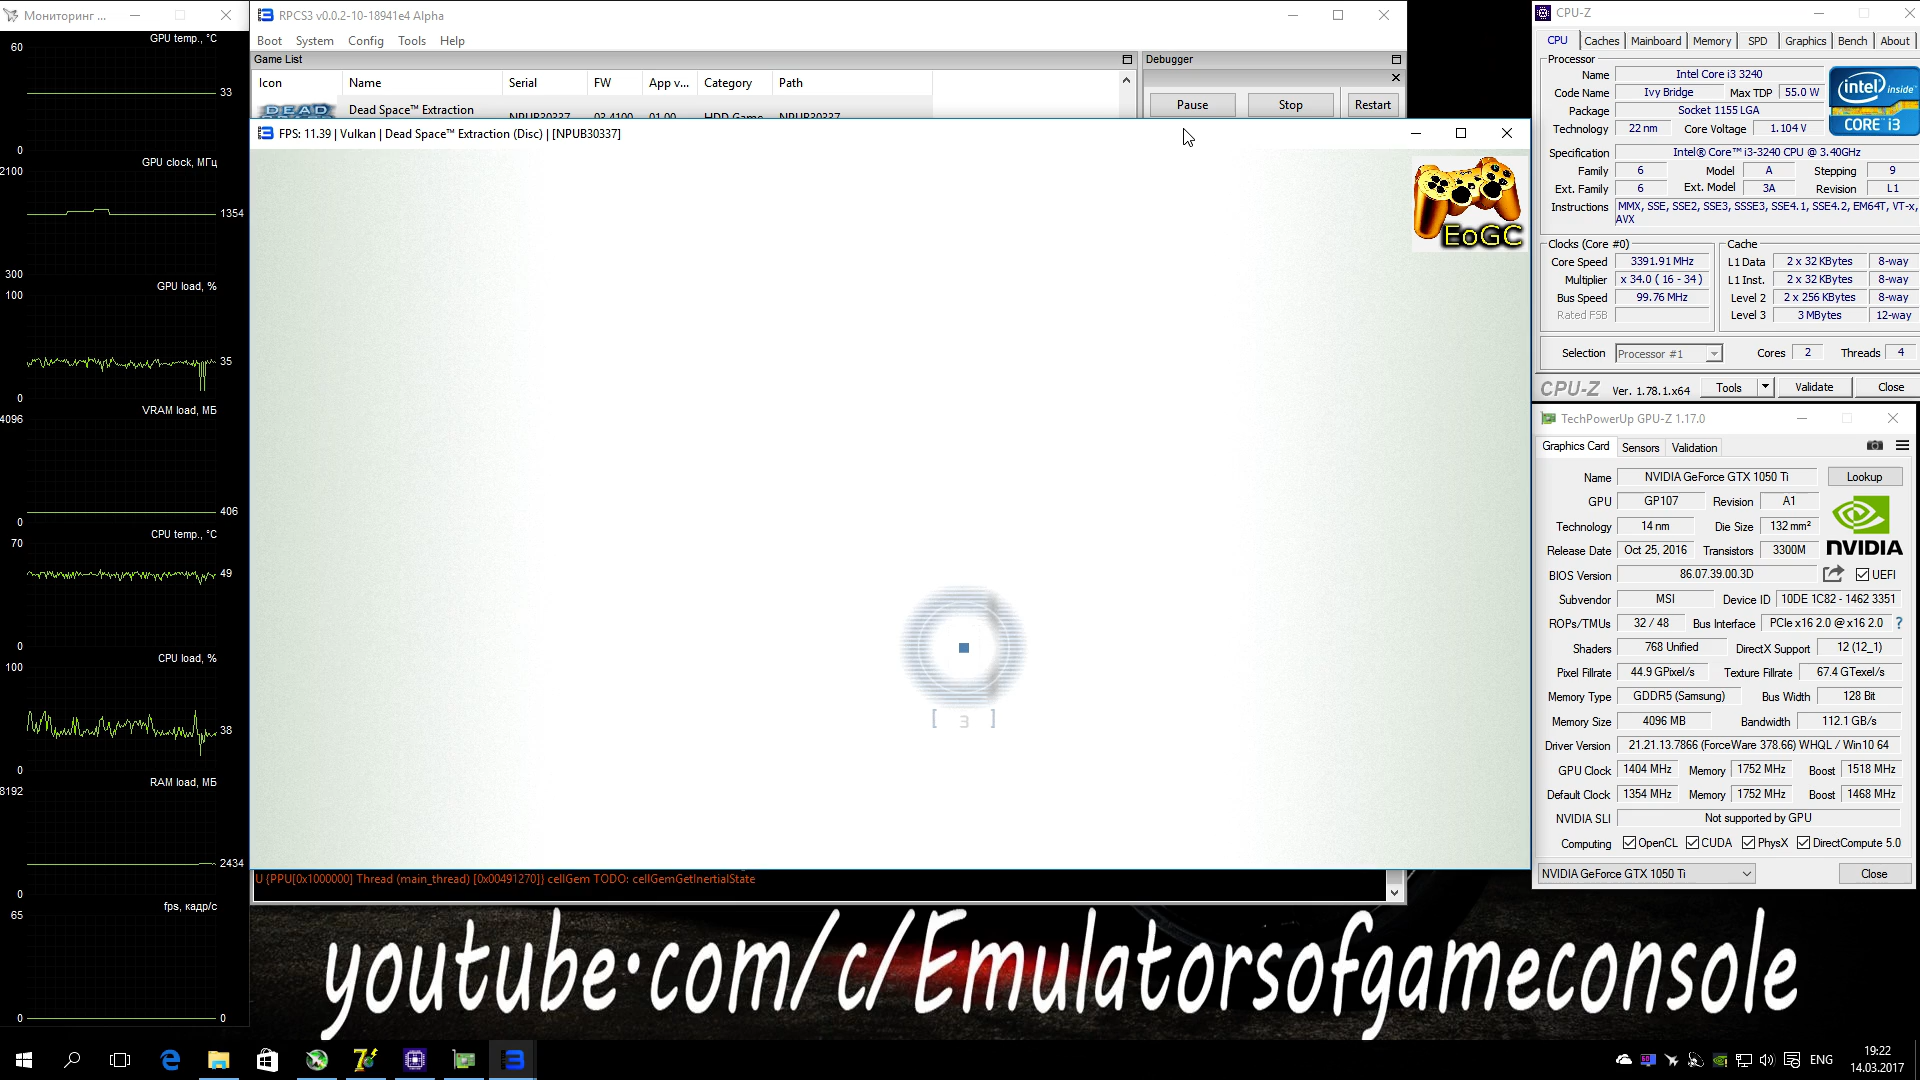 Мониторинг ...
GPU temp., °C
60
33
0
GPU clock, МГц
2100
1354
300
GPU load, %
100
35
0
VRAM load, МБ
4096
406
0
CPU temp., °C
70
49
0
CPU load, %
100
38
0
RAM load, МБ
8192
2434
0
fps, кадр/с
65
0
0
RPCS3 v0.0.2-10-18941e4 Alpha
Boot System Config Tools Help
Game List
Debugger
Icon Name Serial FW App v... Category Path
DEAD
Dead Space™ Extraction NPUB30337 03.4100 01.00 HDD Game NPUB30337
Pause Stop Restart
FPS: 11.39 | Vulkan | Dead Space™ Extraction (Disc) | [NPUB30337]
EoGC
[ 3 ]
U {PPU[0x1000000] Thread (main_thread) [0x00491270]} cellGem TODO: cellGemGetInertialState
youtube.com/c/Emulatorsofgameconsole
CPU-Z
CPU Caches Mainboard Memory SPD Graphics Bench About
Processor
Name Intel Core i3 3240
Code Name Ivy Bridge Max TDP 55.0 W
Package Socket 1155 LGA
Technology 22 nm Core Voltage 1.104 V
intel inside™
CORE i3
Specification Intel® Core™ i3-3240 CPU @ 3.40GHz
Family 6 Model A Stepping 9
Ext. Family 6 Ext. Model 3A Revision L1
Instructions MMX, SSE, SSE2, SSE3, SSSE3, SSE4.1, SSE4.2, EM64T, VT-x,
AVX
Clocks (Core #0)
Core Speed 3391.91 MHz
Multiplier x 34.0 ( 16 - 34 )
Bus Speed 99.76 MHz
Rated FSB
Cache
L1 Data 2 x 32 KBytes 8-way
L1 Inst. 2 x 32 KBytes 8-way
Level 2 2 x 256 KBytes 8-way
Level 3 3 MBytes 12-way
Selection Processor #1 Cores 2 Threads 4
CPU-Z Ver. 1.78.1.x64 Tools Validate Close
TechPowerUp GPU-Z 1.17.0
Graphics Card Sensors Validation
Name NVIDIA GeForce GTX 1050 Ti Lookup
GPU GP107 Revision A1
Technology 14 nm Die Size 132 mm²
Release Date Oct 25, 2016 Transistors 3300M
NVIDIA
BIOS Version 86.07.39.00.3D UEFI
Subvendor MSI Device ID 10DE 1C82 - 1462 3351
ROPs/TMUs 32 / 48 Bus Interface PCIe x16 2.0 @ x16 2.0 ?
Shaders 768 Unified DirectX Support 12 (12_1)
Pixel Fillrate 44.9 GPixel/s Texture Fillrate 67.4 GTexel/s
Memory Type GDDR5 (Samsung) Bus Width 128 Bit
Memory Size 4096 MB Bandwidth 112.1 GB/s
Driver Version 21.21.13.7866 (ForceWare 378.66) WHQL / Win10 64
GPU Clock 1404 MHz Memory 1752 MHz Boost 1518 MHz
Default Clock 1354 MHz Memory 1752 MHz Boost 1468 MHz
NVIDIA SLI Not supported by GPU
Computing OpenCL CUDA PhysX DirectCompute 5.0
NVIDIA GeForce GTX 1050 Ti Close
ENG
19:22
14.03.2017